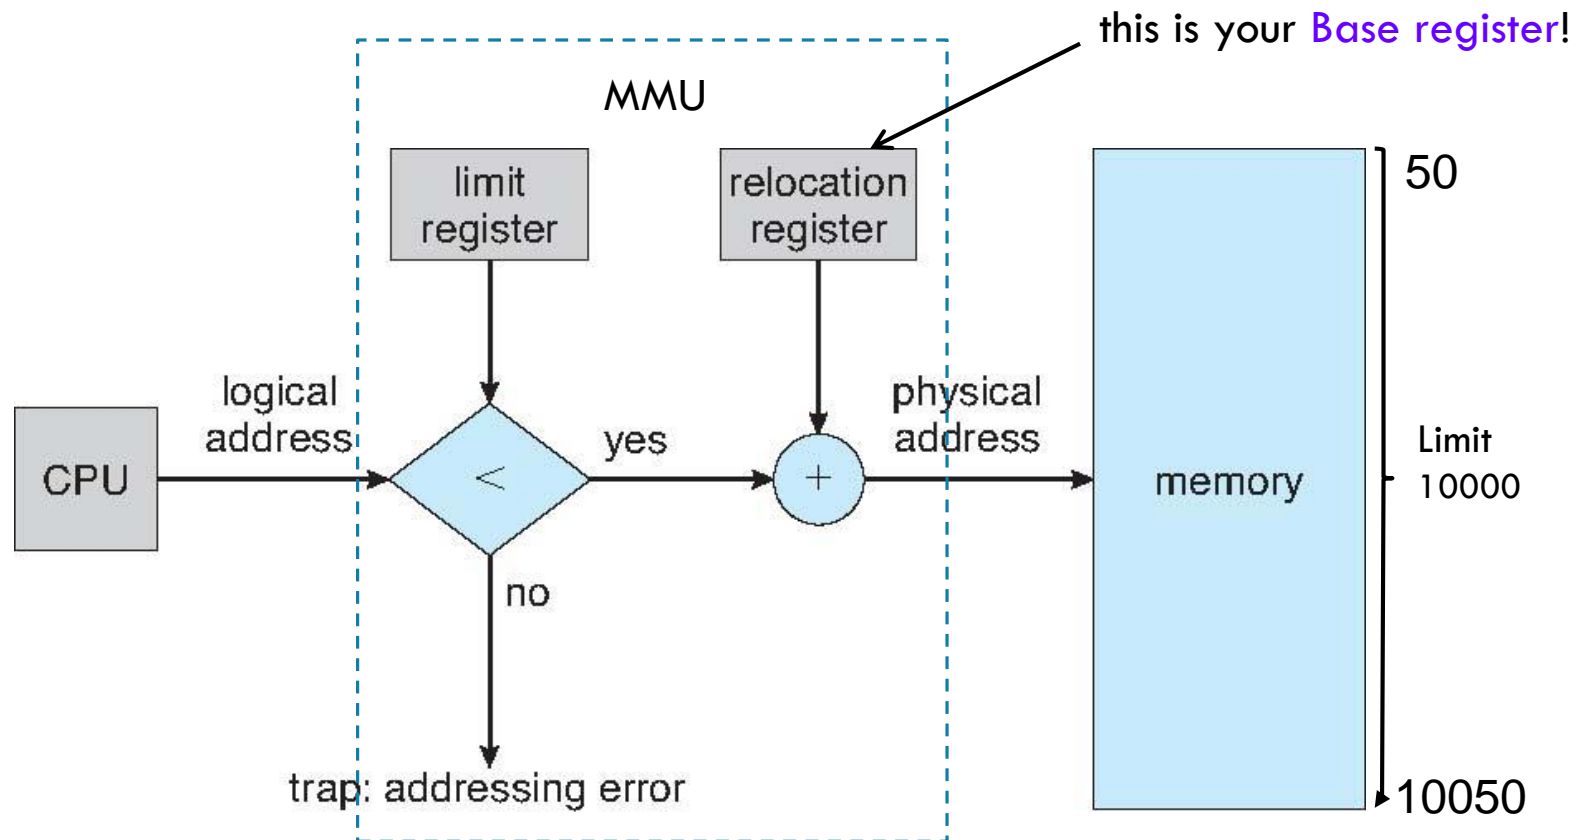 this is your Base register!
MMU
limit
register
relocation
register
50
logical
address
yes
physical
address
Limit
10000
CPU
<
+
memory
no
trap: addressing error
10050